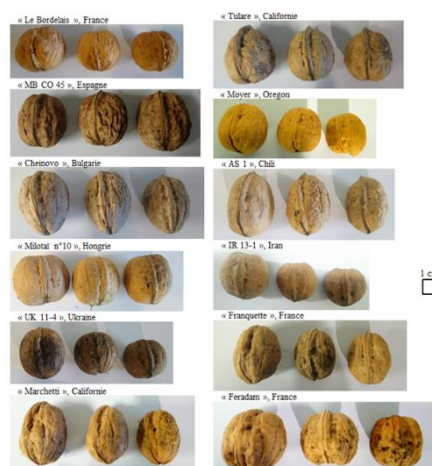 « Le Bordelais », France
« MB CO 45 », Espagne
« Cheinovo », Bulgarie
« Milotai n°10 », Hongrie
« UK 11-4 », Ukraine
« Marchetti », Californie
« Tulare », Californie
« Moyer », Oregon
« AS 1 », Chili
« IR 13-1 », Iran
« Franquette », France
« Feradam », France
1 c